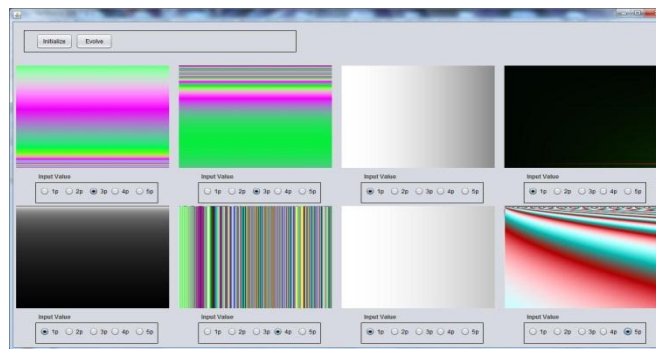 Initialize Evolve
Input Value Input Value Input Value Input Value
1p 2p 3p 4p 5p 1p 2p 3p 4p 5p 1p 2p 3p 4p 5p 1p 2p 3p 4p 5p
Input Value Input Value Input Value Input Value
1p 2p 3p 4p 5p 1p 2p 3p 4p 5p 1p 2p 3p 4p 5p 1p 2p 3p 4p 5p